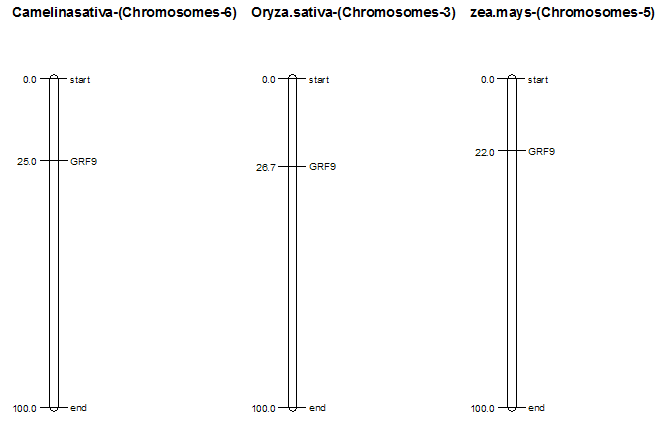 Camelinasativa-(Chromosomes-6) Oryza.sativa-(Chromosomes-3) zea.mays-(Chromosomes-5)
0.0 start 0.0 start 0.0 start
22.0 GRF9
25.0 GRF9
26.7 GRF9
100.0 end 100.0 end 100.0 end